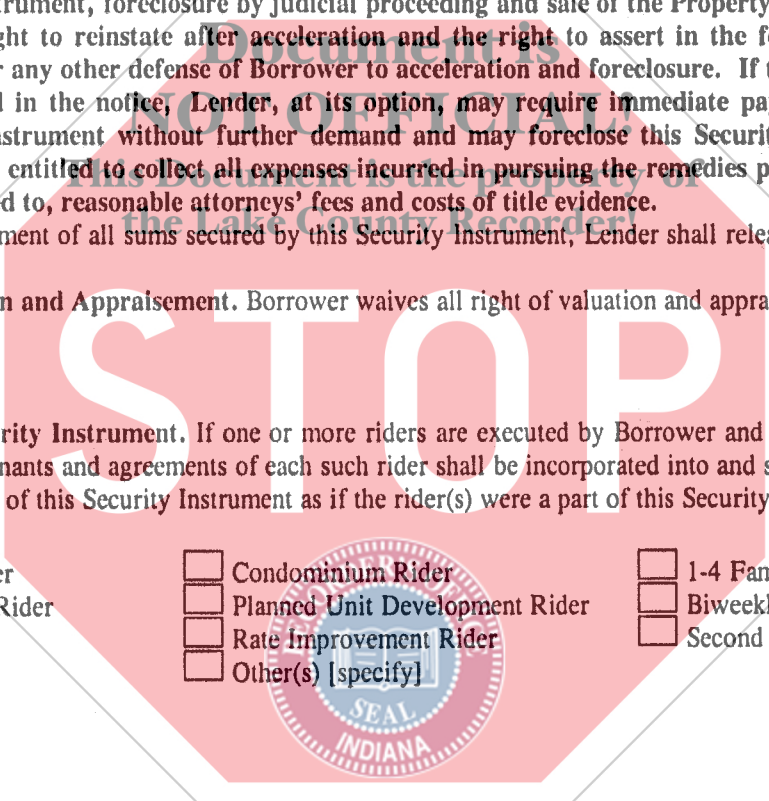 trument, foreclosure by judicial proceeding and sale of the Property
ght to reinstate after acceleration and the right to assert in the f
r any other defense of Borrower to acceleration and foreclosure. If t
d in the notice, Lender, at its option, may require immediate pa
nstrument without further demand and may foreclose this Securit
entitled to collect all expenses incurred in pursuing the remedies p
d to, reasonable attorneys' fees and costs of title evidence.
ment of all sums secured by this Security Instrument, Lender shall relea
n and Appraisement. Borrower waives all right of valuation and appra
rity Instrument. If one or more riders are executed by Borrower and
nants and agreements of each such rider shall be incorporated into and s
of this Security Instrument as if the rider(s) were a part of this Security
er
Rider
Condominium Rider
Planned Unit Development Rider
Rate Improvement Rider
Other(s) [specify]
1-4 Fam
Biweekl
Second
Document is
NOT OFFICIAL!
This Document is the property of
the Lake County Recorder!
STOP
RECORDER'S OFFICE
SEAL
INDIANA